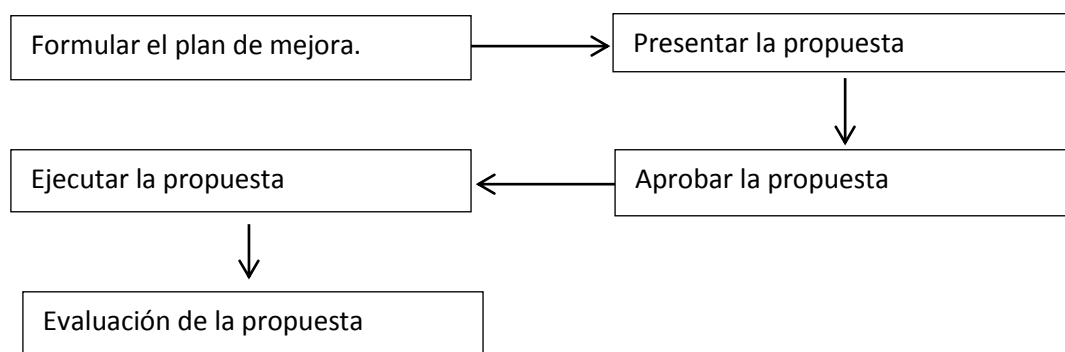 Formular el plan de mejora.
Presentar la propuesta
Aprobar la propuesta
Ejecutar la propuesta
Evaluación de la propuesta